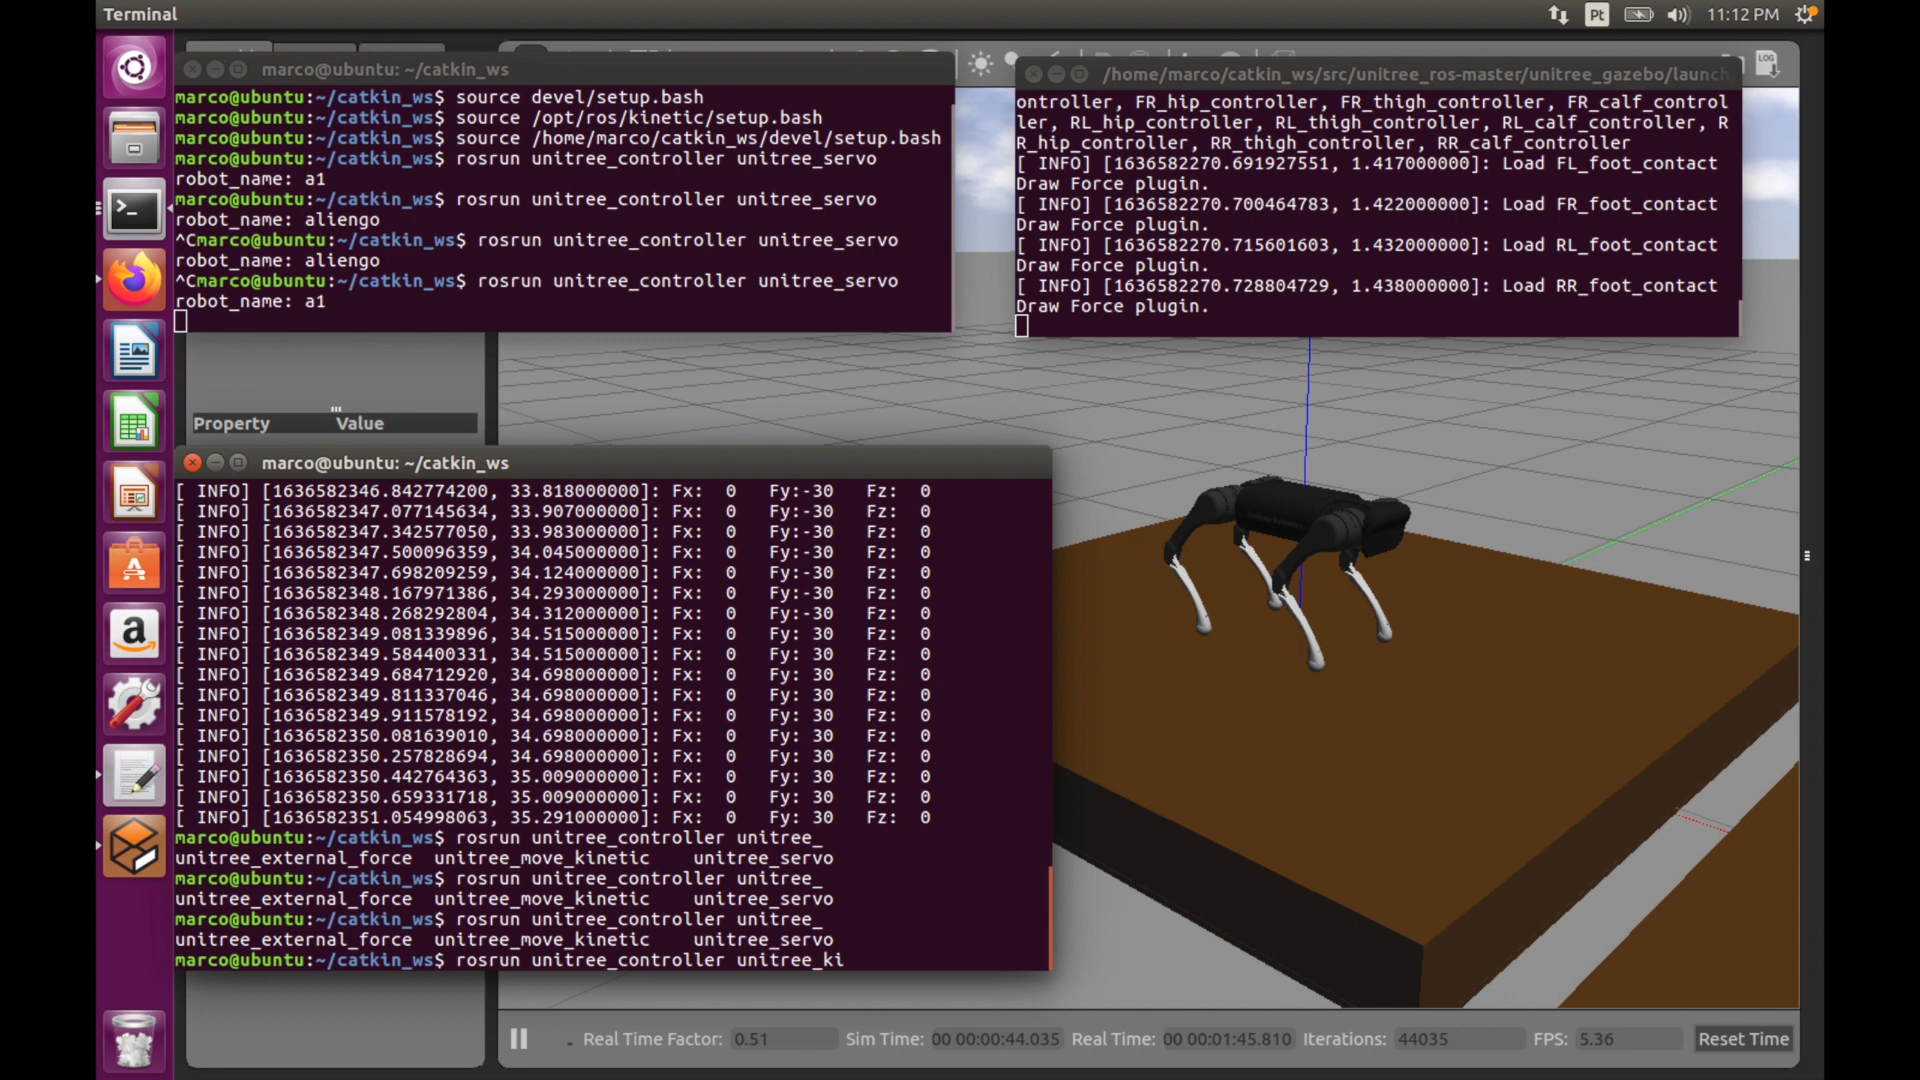 Terminal
Pt
11:12 PM
marco@ubuntu: ~/catkin_ws
marco@ubuntu:~/catkin_ws$ source devel/setup.bash
marco@ubuntu:~/catkin_ws$ source /opt/ros/kinetic/setup.bash
marco@ubuntu:~/catkin_ws$ source /home/marco/catkin_ws/devel/setup.bash
marco@ubuntu:~/catkin_ws$ rosrun unitree_controller unitree_servo
robot_name: a1
marco@ubuntu:~/catkin_ws$ rosrun unitree_controller unitree_servo
robot_name: aliengo
^Cmarco@ubuntu:~/catkin_ws$ rosrun unitree_controller unitree_servo
robot_name: aliengo
^Cmarco@ubuntu:~/catkin_ws$ rosrun unitree_controller unitree_servo
robot_name: a1
/home/marco/catkin_ws/src/unitree_ros-master/unitree_gazebo/launch
LOG
ontroller, FR_hip_controller, FR_thigh_controller, FR_calf_control
ler, RL_hip_controller, RL_thigh_controller, RL_calf_controller, R
R_hip_controller, RR_thigh_controller, RR_calf_controller
[ INFO] [1636582270.691927551, 1.417000000]: Load FL_foot_contact
Draw Force plugin.
[ INFO] [1636582270.700464783, 1.422000000]: Load FR_foot_contact
Draw Force plugin.
[ INFO] [1636582270.715601603, 1.432000000]: Load RL_foot_contact
Draw Force plugin.
[ INFO] [1636582270.728804729, 1.438000000]: Load RR_foot_contact
Draw Force plugin.
Property Value
marco@ubuntu: ~/catkin_ws
[ INFO] [1636582346.842774200, 33.818000000]: Fx: 0 Fy:-30 Fz: 0
[ INFO] [1636582347.077145634, 33.907000000]: Fx: 0 Fy:-30 Fz: 0
[ INFO] [1636582347.342577050, 33.983000000]: Fx: 0 Fy:-30 Fz: 0
[ INFO] [1636582347.500096359, 34.045000000]: Fx: 0 Fy:-30 Fz: 0
[ INFO] [1636582347.698209259, 34.124000000]: Fx: 0 Fy:-30 Fz: 0
[ INFO] [1636582348.167971386, 34.293000000]: Fx: 0 Fy:-30 Fz: 0
[ INFO] [1636582348.268292804, 34.312000000]: Fx: 0 Fy:-30 Fz: 0
[ INFO] [1636582349.081339896, 34.515000000]: Fx: 0 Fy: 30 Fz: 0
[ INFO] [1636582349.584400331, 34.515000000]: Fx: 0 Fy: 30 Fz: 0
[ INFO] [1636582349.684712920, 34.698000000]: Fx: 0 Fy: 30 Fz: 0
[ INFO] [1636582349.811337046, 34.698000000]: Fx: 0 Fy: 30 Fz: 0
[ INFO] [1636582349.911578192, 34.698000000]: Fx: 0 Fy: 30 Fz: 0
[ INFO] [1636582350.081639010, 34.698000000]: Fx: 0 Fy: 30 Fz: 0
[ INFO] [1636582350.257828694, 34.698000000]: Fx: 0 Fy: 30 Fz: 0
[ INFO] [1636582350.442764363, 35.009000000]: Fx: 0 Fy: 30 Fz: 0
[ INFO] [1636582350.659331718, 35.009000000]: Fx: 0 Fy: 30 Fz: 0
[ INFO] [1636582351.054998063, 35.291000000]: Fx: 0 Fy: 30 Fz: 0
marco@ubuntu:~/catkin_ws$ rosrun unitree_controller unitree_
unitree_external_force unitree_move_kinetic unitree_servo
marco@ubuntu:~/catkin_ws$ rosrun unitree_controller unitree_
unitree_external_force unitree_move_kinetic unitree_servo
marco@ubuntu:~/catkin_ws$ rosrun unitree_controller unitree_
unitree_external_force unitree_move_kinetic unitree_servo
marco@ubuntu:~/catkin_ws$ rosrun unitree_controller unitree_ki
Real Time Factor: 0.51 Sim Time: 00 00:00:44.035 Real Time: 00 00:01:45.810 Iterations: 44035 FPS: 5.36 Reset Time